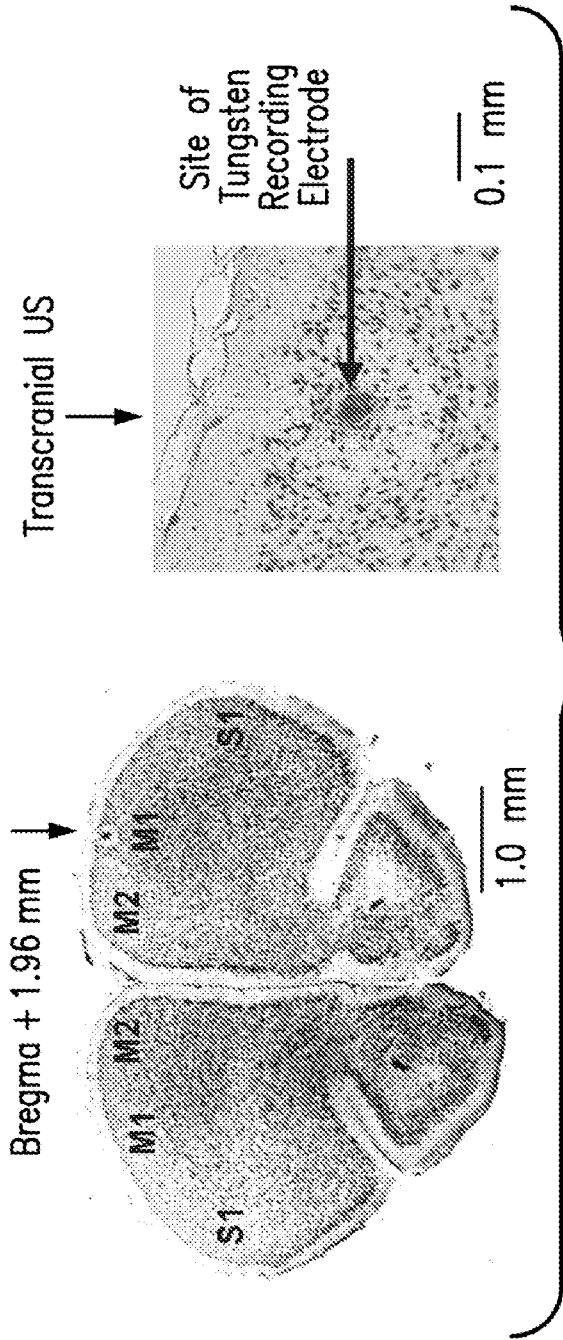 Bregma + 1.96 mm
M1
M2
M2
M1
S1
S1
1.0 mm
Transcranial US
Site of
Tungsten
Recording
Electrode
0.1 mm